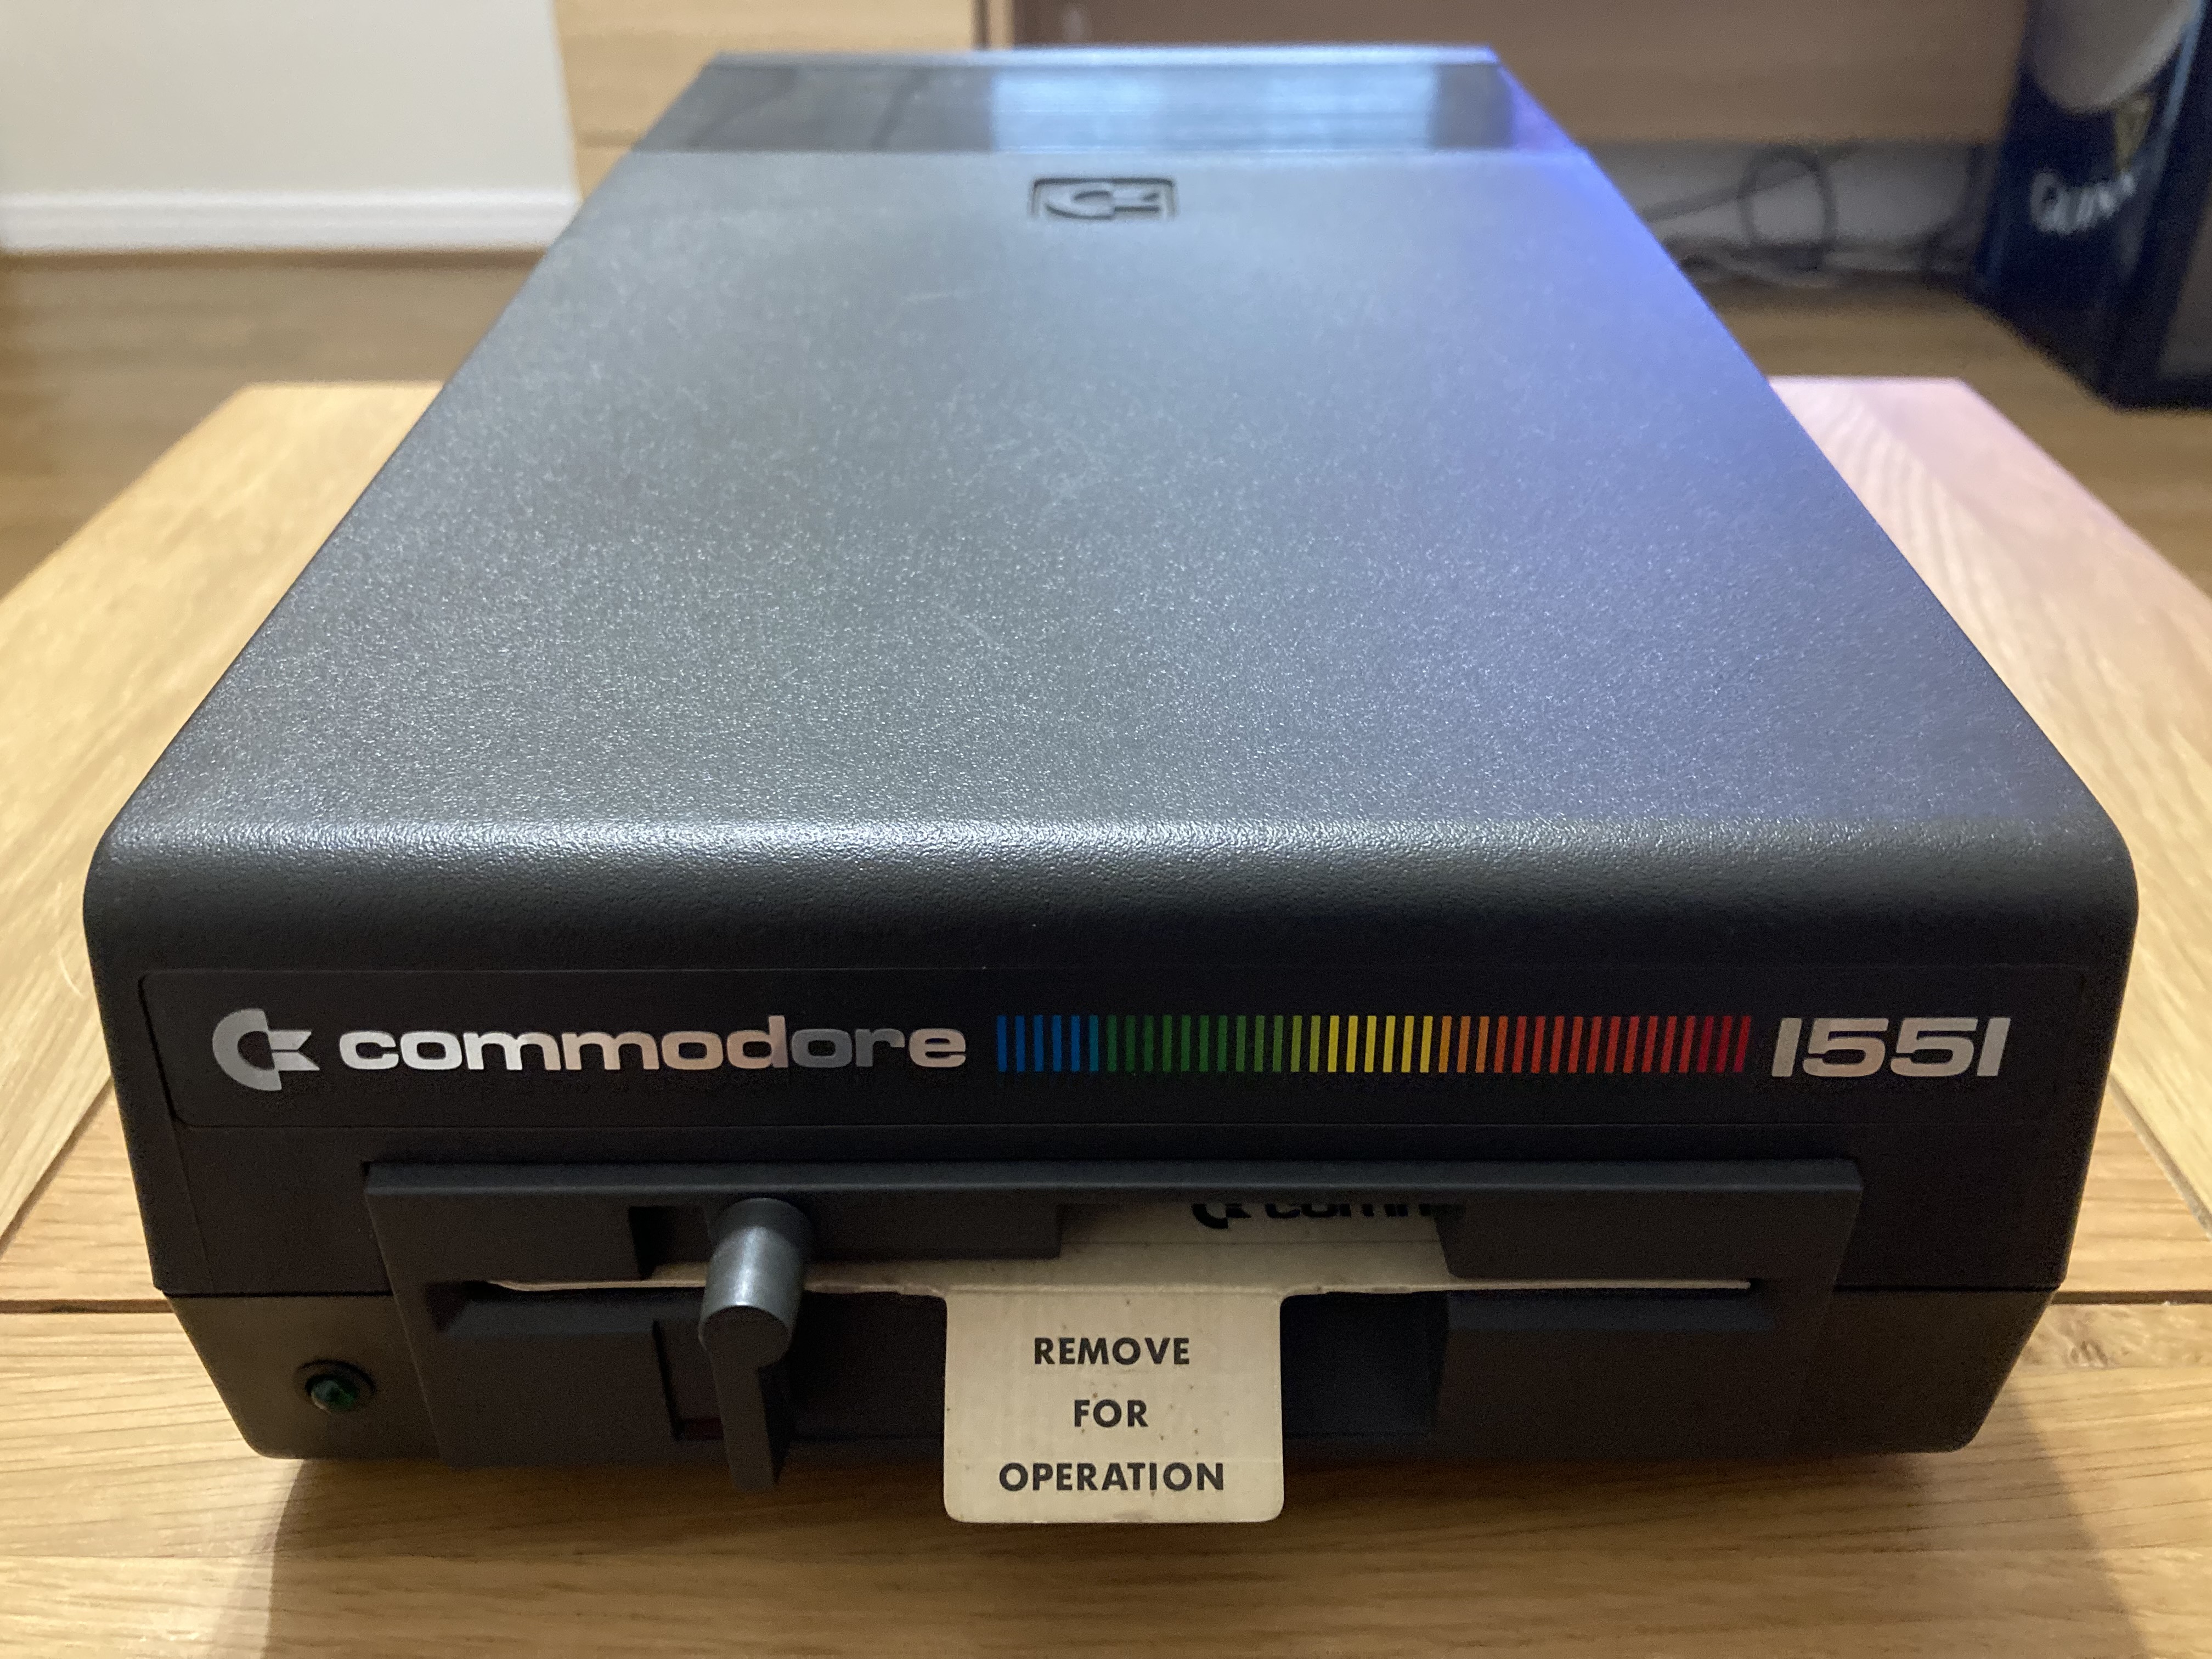 commodore 1551
REMOVE
FOR
OPERATION